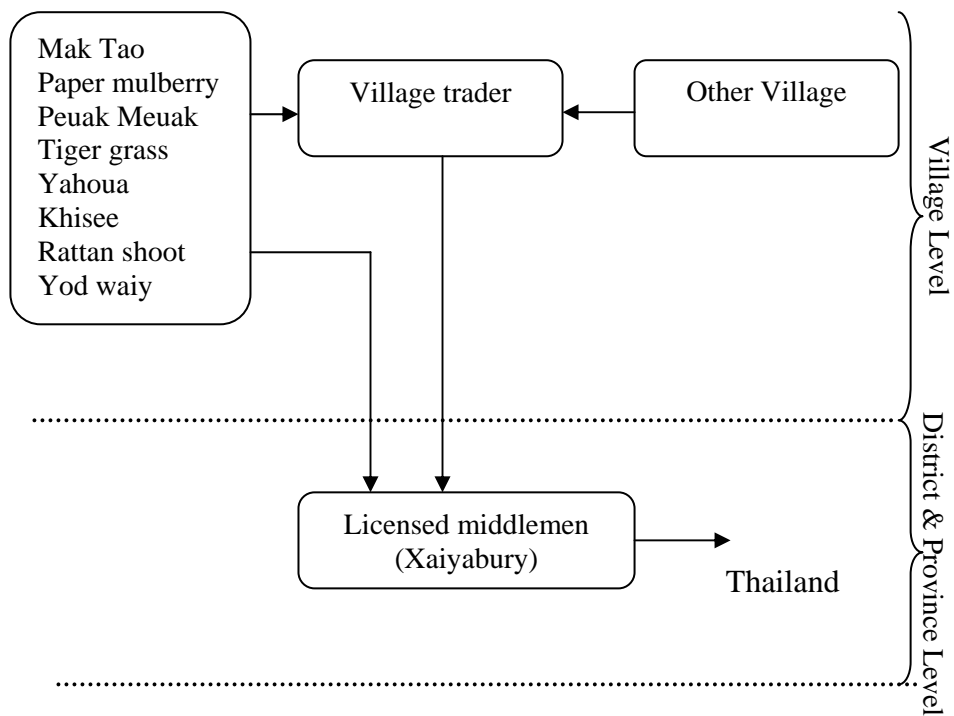 Mak Tao
Paper mulberry
Peuak Meuak
Tiger grass
Yahoua
Khisee
Rattan shoot
Yod waiy
Village trader
Other Village
Village Level
Licensed middlemen
(Xaiyabury)
Thailand
District & Province Level